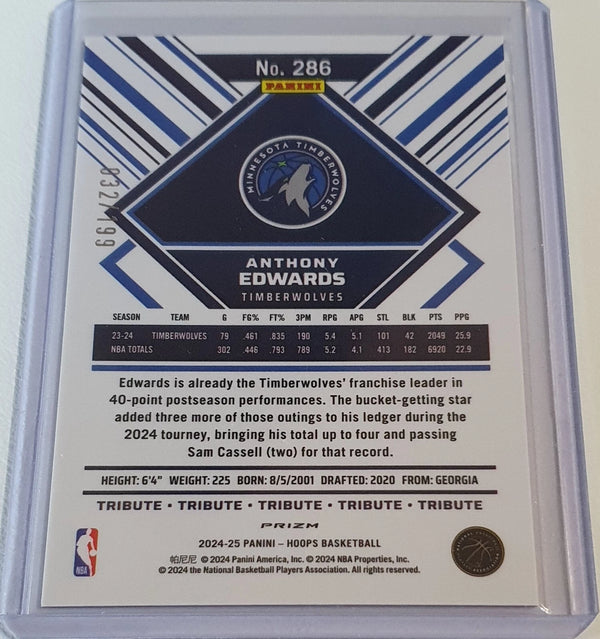 No. 286
PANINI
MINNESOTA TIMBERWOLVES
032/199
ANTHONY
EDWARDS
TIMBERWOLVES
SEASON TEAM G FG% FT% 3PM RPG APG STL BLK PTS PPG
23-24 TIMBERWOLVES 79 .461 .835 190 5.4 5.1 101 42 2049 25.9
NBA TOTALS 302 .446 .793 789 5.2 4.1 413 182 6920 22.9
Edwards is already the Timberwolves' franchise leader in
40-point postseason performances. The bucket-getting star
added three more of those outings to his ledger during the
2024 tourney, bringing his total up to four and passing
Sam Cassell (two) for that record.
HEIGHT: 6'4" WEIGHT: 225 BORN: 8/5/2001 DRAFTED: 2020 FROM: GEORGIA
TRIBUTE • TRIBUTE • TRIBUTE • TRIBUTE • TRIBUTE
PRIZM
2024-25 PANINI – HOOPS BASKETBALL
帕尼尼 © 2024 Panini America, Inc. © 2024 NBA Properties, Inc.
© 2024 the National Basketball Players Association. All rights reserved.
NBA